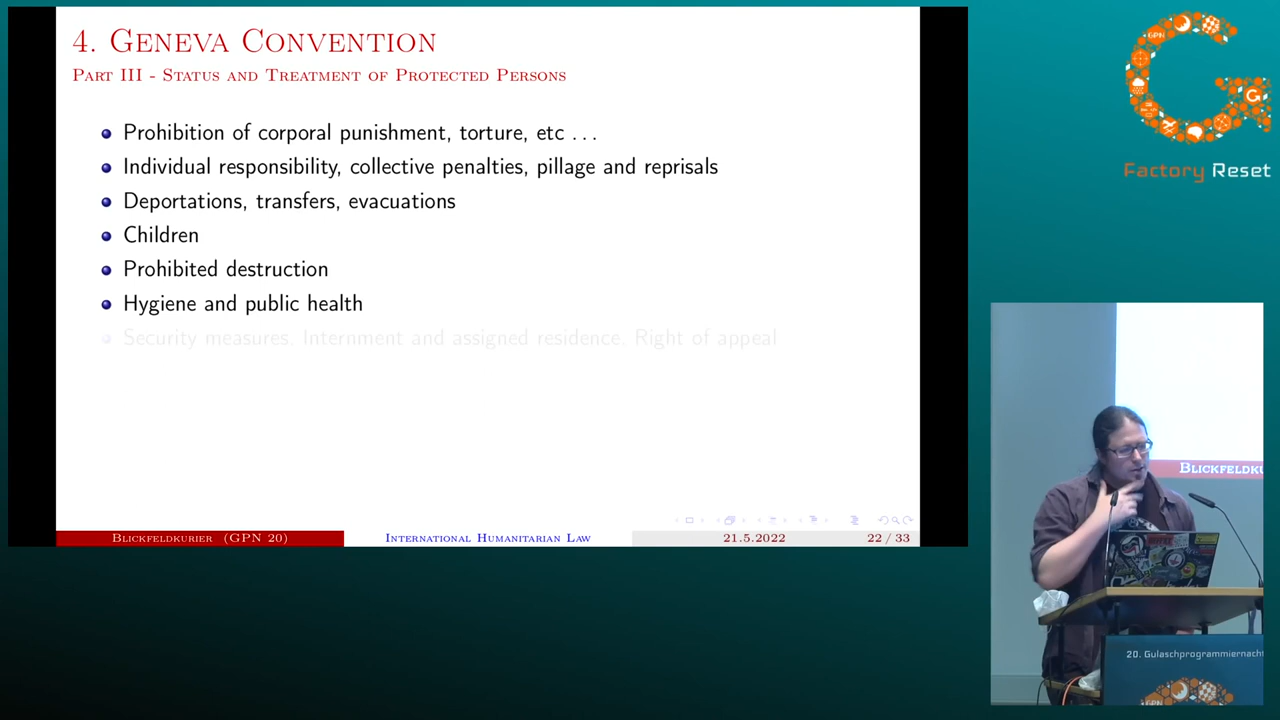 4. Geneva Convention
Part III - Status and Treatment of Protected Persons
Prohibition of corporal punishment, torture, etc . . .
Individual responsibility, collective penalties, pillage and reprisals
Deportations, transfers, evacuations
Children
Prohibited destruction
Hygiene and public health
Security measures. Internment and assigned residence. Right of appeal
Blickfeldkurier (GPN 20)
International Humanitarian Law
21.5.2022
22 / 33
GPN
G
Factory Reset
Blickfeldku
20. Gulaschprogrammiernacht